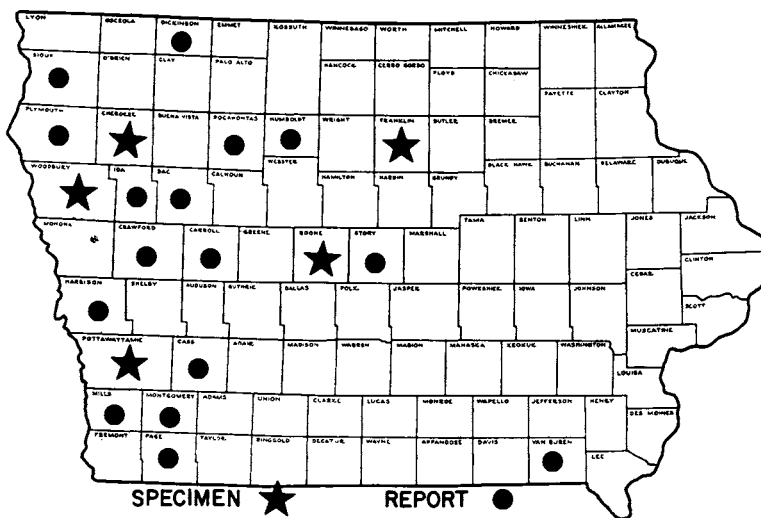 LYON OSCEOLA DICKINSON EMMET KOSSUTH WINNEBAGO WORTH MITCHELL HOWARD WINNESHIEK ALLAMAKEE
SIOUX O'BRIEN CLAY PALO ALTO HANCOCK CERRO GORDO FLOYD CHICKASAW
FAYETTE CLAYTON
PLYMOUTH CHEROKEE BUENA VISTA POCAHONTAS HUMBOLDT WRIGHT FRANKLIN BUTLER BREMER
WOODBURY IDA SAC CALHOUN WEBSTER HAMILTON HARDIN GRUNDY BLACK HAWK BUCHANAN DELAWARE DUBUQUE
MONONA CRAWFORD CARROLL GREENE BOONE STORY MARSHALL TAMA BENTON LINN JONES JACKSON
CLINTON
HARRISON SHELBY AUDUBON GUTHRIE DALLAS POLK JASPER POWESHIEK IOWA JOHNSON CEDAR
SCOTT
MUSCATINE
POTTAWATTAMIE CASS ADAIR MADISON WARREN MARION MAHASKA KEOKUK WASHINGTON
LOUISA
MILLS MONTGOMERY ADAMS UNION CLARKE LUCAS MONROE WAPELLO JEFFERSON HENRY
DES MOINES
FREMONT PAGE TAYLOR RINGGOLD DECATUR WAYNE APPANOOSE DAVIS VAN BUREN
LEE
SPECIMEN REPORT